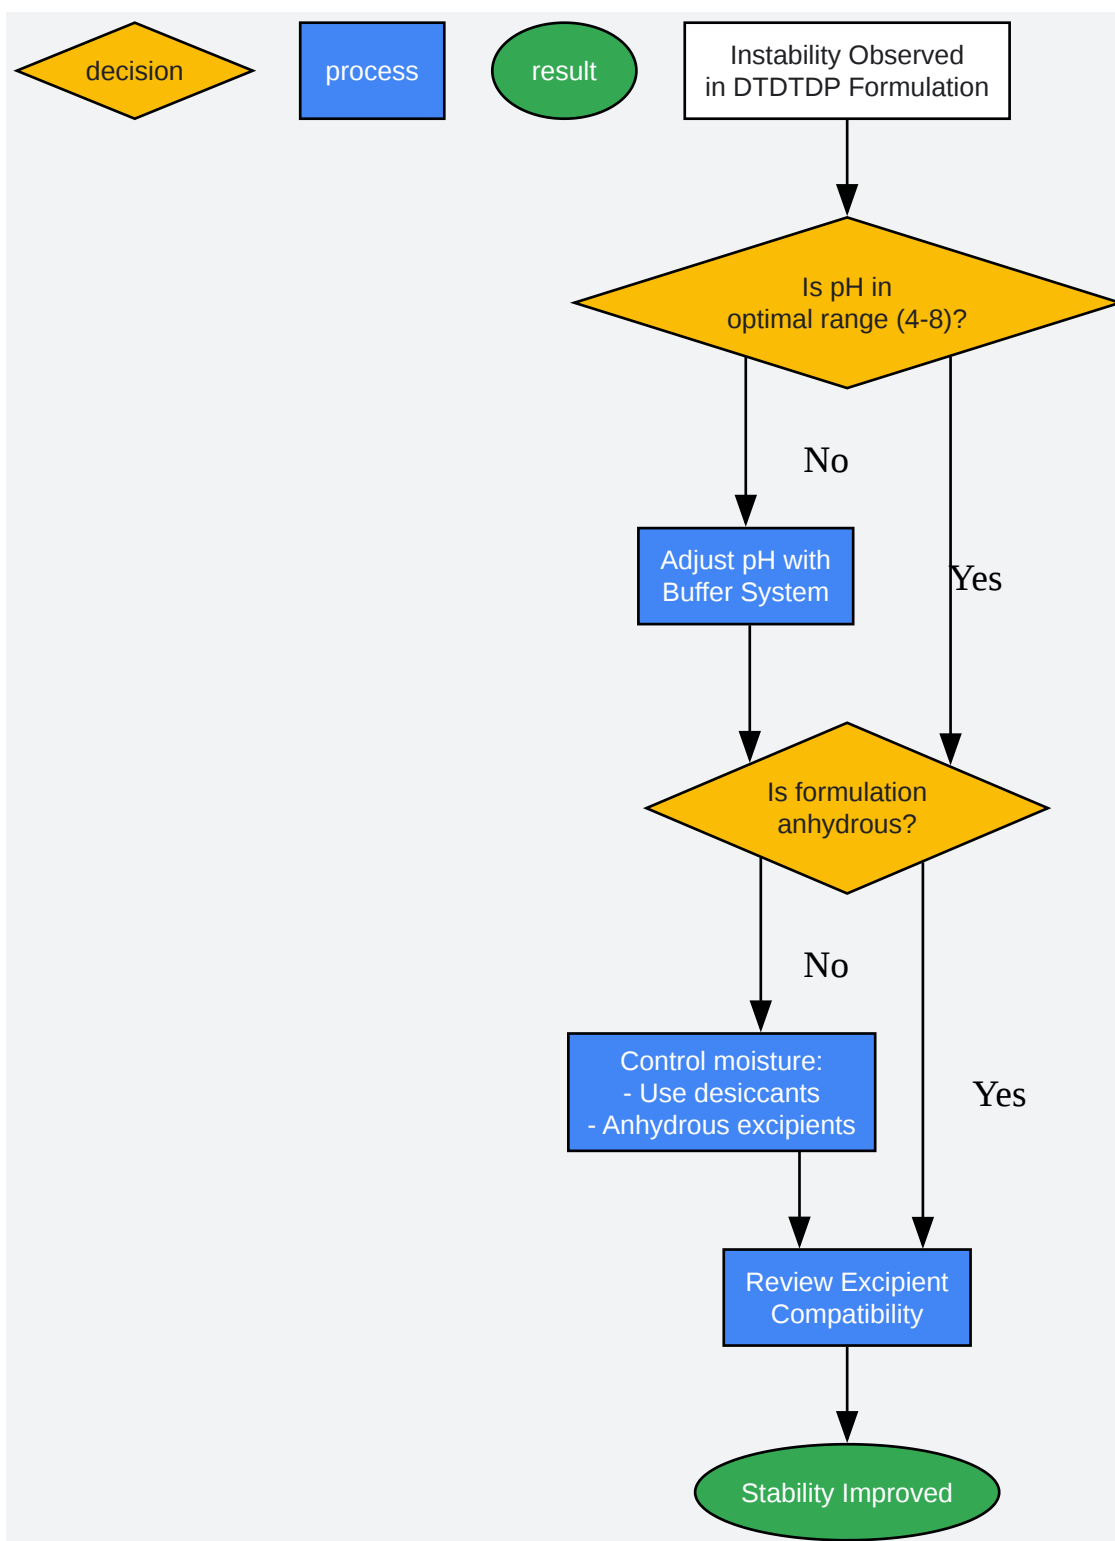 decision
process
result
Instability Observed
in DTDTDP Formulation
Is pH in
optimal range (4-8)?
No
Adjust pH with
Buffer System
Yes
Is formulation
anhydrous?
No
Control moisture:
- Use desiccants
- Anhydrous excipients
Yes
Review Excipient
Compatibility
Stability Improved